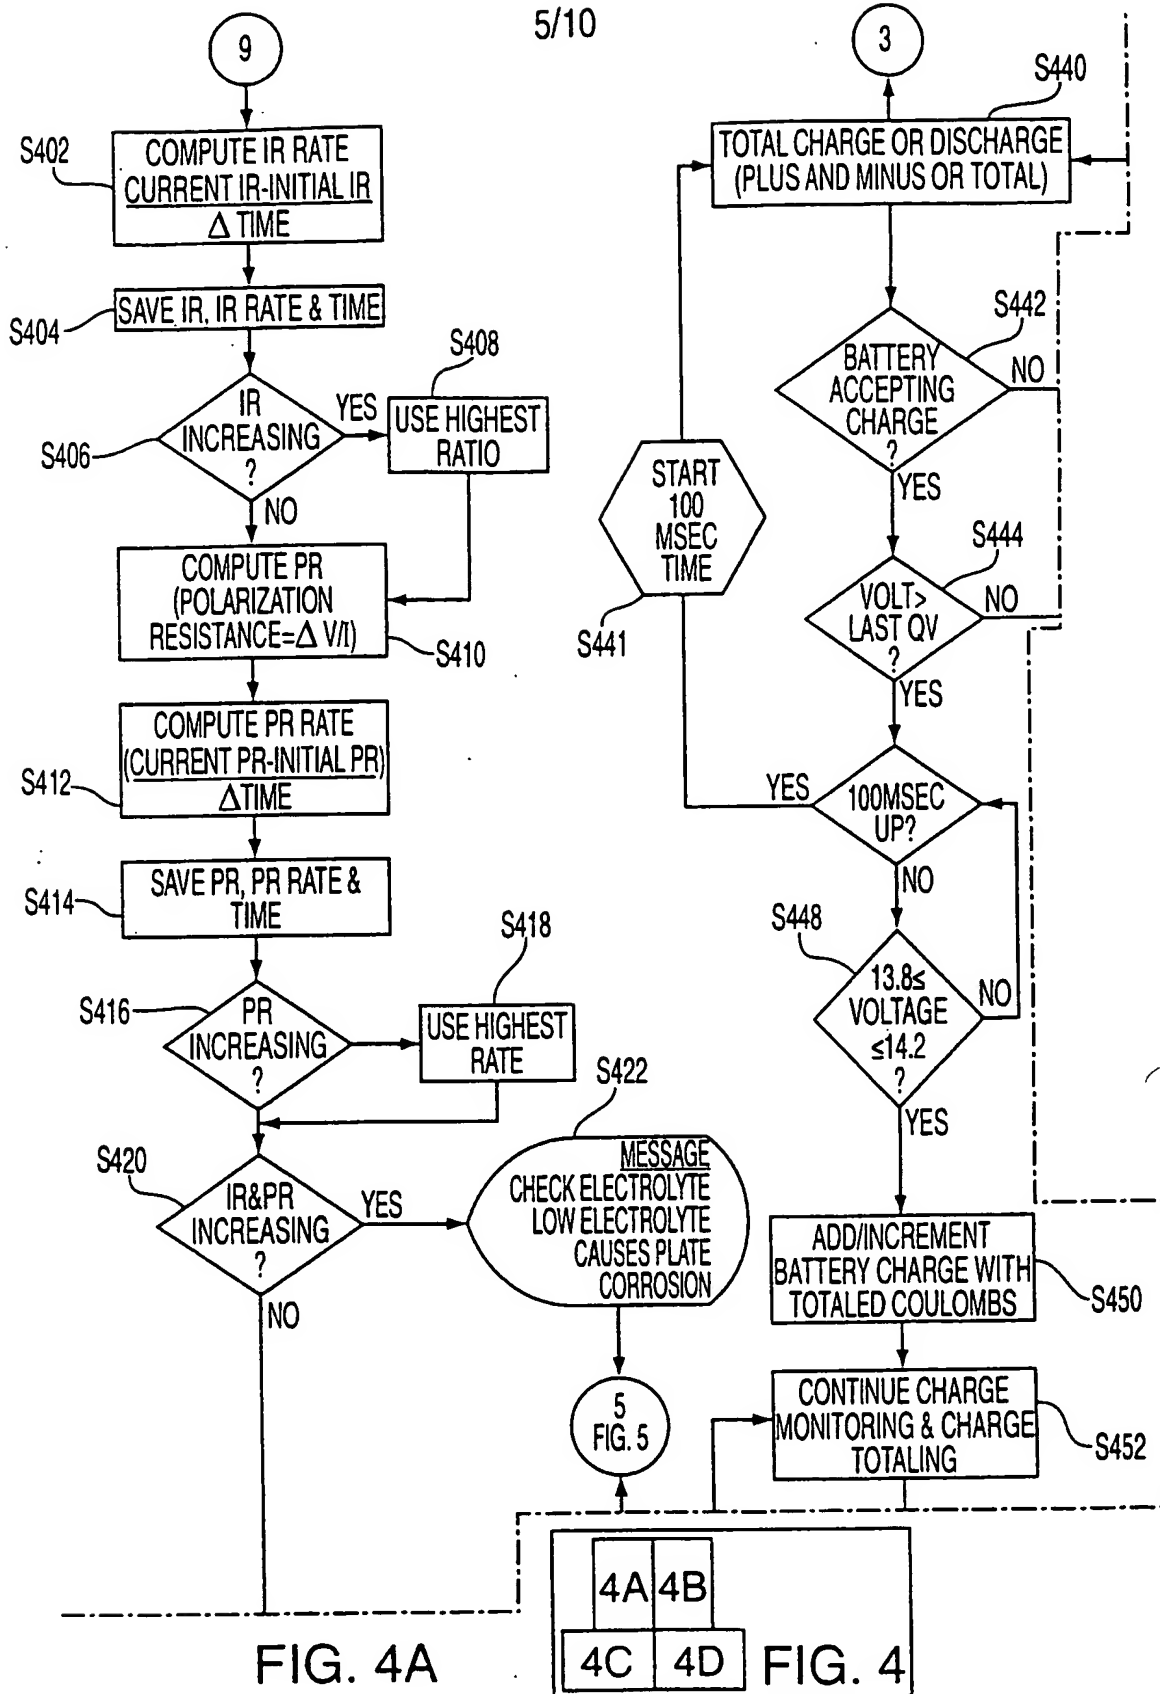 5/10
9
S402
COMPUTE IR RATE
CURRENT IR-INITIAL IR
Δ TIME
S404
SAVE IR, IR RATE & TIME
S406
IR
INCREASING
?
YES
NO
S408
USE HIGHEST
RATIO
COMPUTE PR
(POLARIZATION
RESISTANCE=Δ V/I)
S410
COMPUTE PR RATE
(CURRENT PR-INITIAL PR)
ΔTIME
S412
SAVE PR, PR RATE &
TIME
S414
S416
PR
INCREASING
?
S418
USE HIGHEST
RATE
S420
IR&PR
INCREASING
?
YES
NO
S422
MESSAGE
CHECK ELECTROLYTE
LOW ELECTROLYTE
CAUSES PLATE
CORROSION
5
FIG. 5
3
S440
TOTAL CHARGE OR DISCHARGE
(PLUS AND MINUS OR TOTAL)
S442
BATTERY
ACCEPTING
CHARGE
?
NO
YES
START
100
MSEC
TIME
S441
S444
VOLT>
LAST QV
?
NO
YES
100MSEC
UP?
YES
NO
S448
13.8≤
VOLTAGE
≤14.2
?
NO
YES
ADD/INCREMENT
BATTERY CHARGE WITH
TOTALED COULOMBS
S450
CONTINUE CHARGE
MONITORING & CHARGE
TOTALING
S452
4A 4B
4C 4D
FIG. 4A
FIG. 4